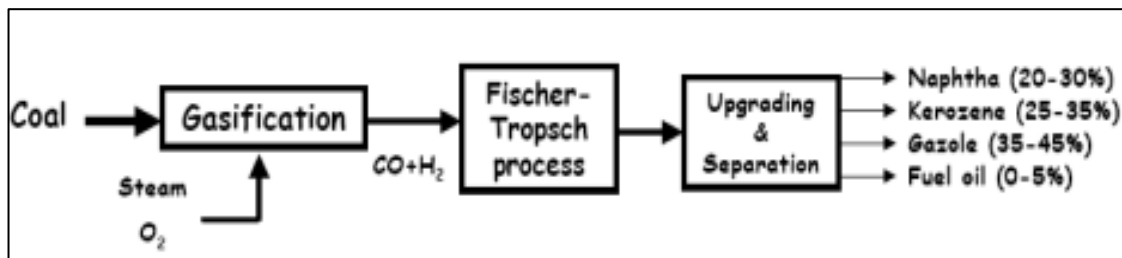 Coal
Gasification
Steam
O₂
CO+H₂
Fischer-
Tropsch
process
Upgrading
&
Separation
Naphtha (20-30%)
Kerozene (25-35%)
Gazole (35-45%)
Fuel oil (0-5%)